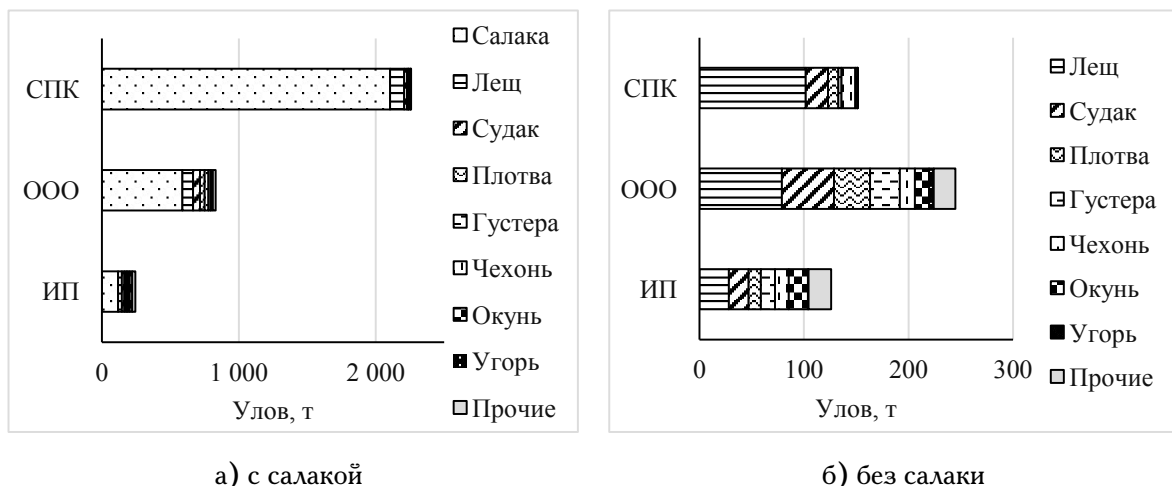 СПК
ООО
ИП
0
1 000
2 000
Улов, т
Салака
Лещ
Судак
Плотва
Густера
Чехонь
Окунь
Угорь
Прочие
а) с салакой
СПК
ООО
ИП
0
100
200
300
Улов, т
Лещ
Судак
Плотва
Густера
Чехонь
Окунь
Угорь
Прочие
б) без салаки